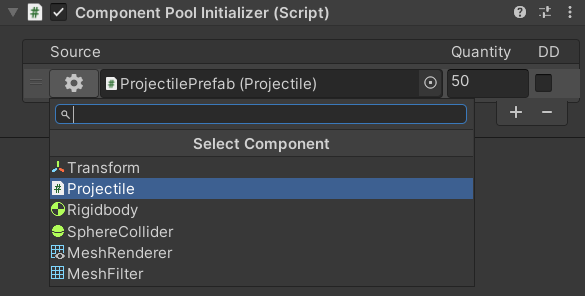 Component Pool Initializer (Script)
Source Quantity DD
# ProjectilePrefab (Projectile) 50
Select Component
Transform
# Projectile
Rigidbody
SphereCollider
MeshRenderer
MeshFilter